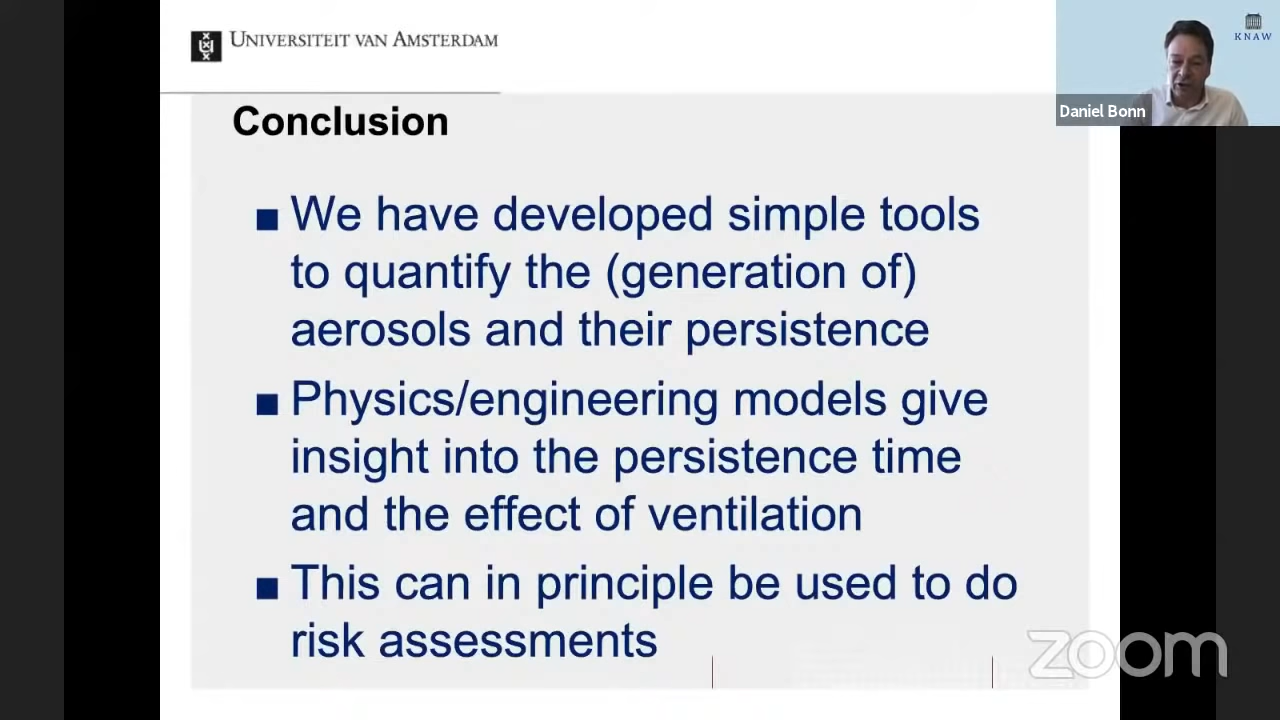 UNIVERSITEIT VAN AMSTERDAM
KNAW
Daniel Bonn
Conclusion
■ We have developed simple tools
to quantify the (generation of)
aerosols and their persistence
■ Physics/engineering models give
insight into the persistence time
and the effect of ventilation
■ This can in principle be used to do
risk assessments
zoom